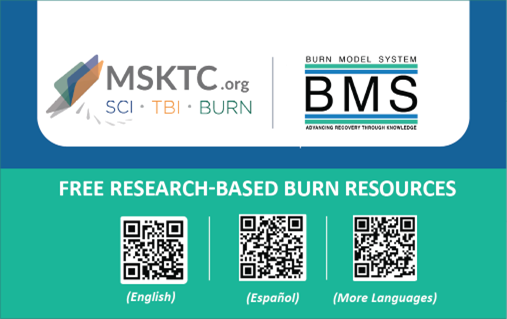 MSKTC.org
SCI · TBI · BURN
BURN MODEL SYSTEM
BMS
ADVANCING RECOVERY THROUGH KNOWLEDGE
FREE RESEARCH-BASED BURN RESOURCES
(English)
(Español)
(More Languages)